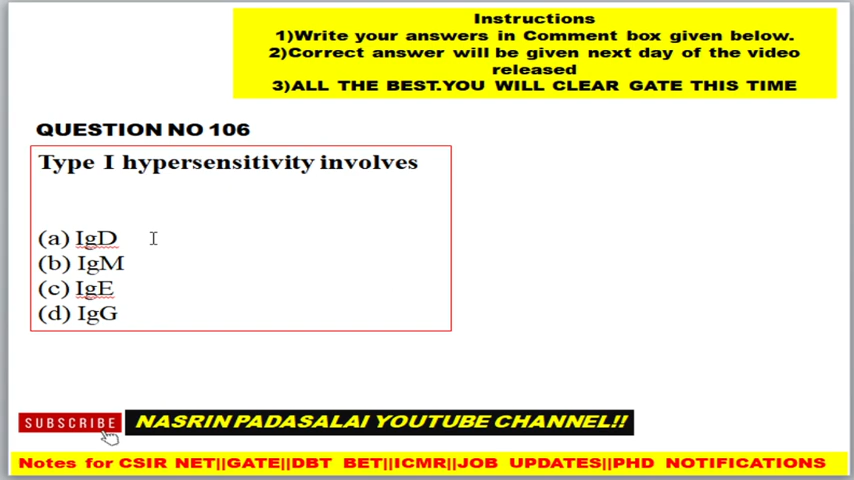 Instructions
1)Write your answers in Comment box given below.
2)Correct answer will be given next day of the video
released
3)ALL THE BEST.YOU WILL CLEAR GATE THIS TIME
QUESTION NO 106
Type I hypersensitivity involves
(a) IgD
(b) IgM
(c) IgE
(d) IgG
SUBSCRIBE
NASRIN PADASALAI YOUTUBE CHANNEL!!
Notes for CSIR NET||GATE||DBT BET||ICMR||JOB UPDATES||PHD NOTIFICATIONS